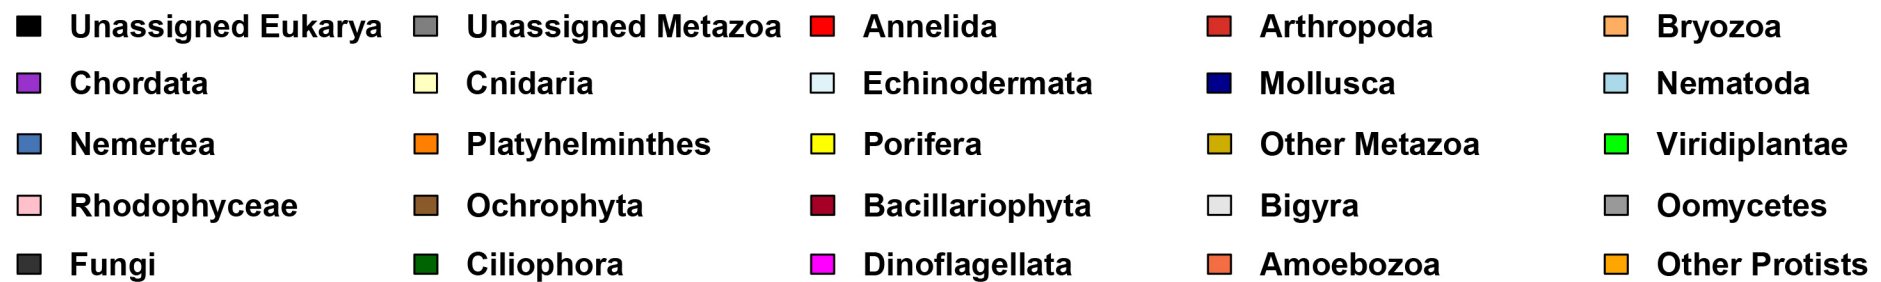 Unassigned Eukarya Unassigned Metazoa Annelida Arthropoda Bryozoa
Chordata Cnidaria Echinodermata Mollusca Nematoda
Nemertea Platyhelminthes Porifera Other Metazoa Viridiplantae
Rhodophyceae Ochrophyta Bacillariophyta Bigyra Oomycetes
Fungi Ciliophora Dinoflagellata Amoebozoa Other Protists